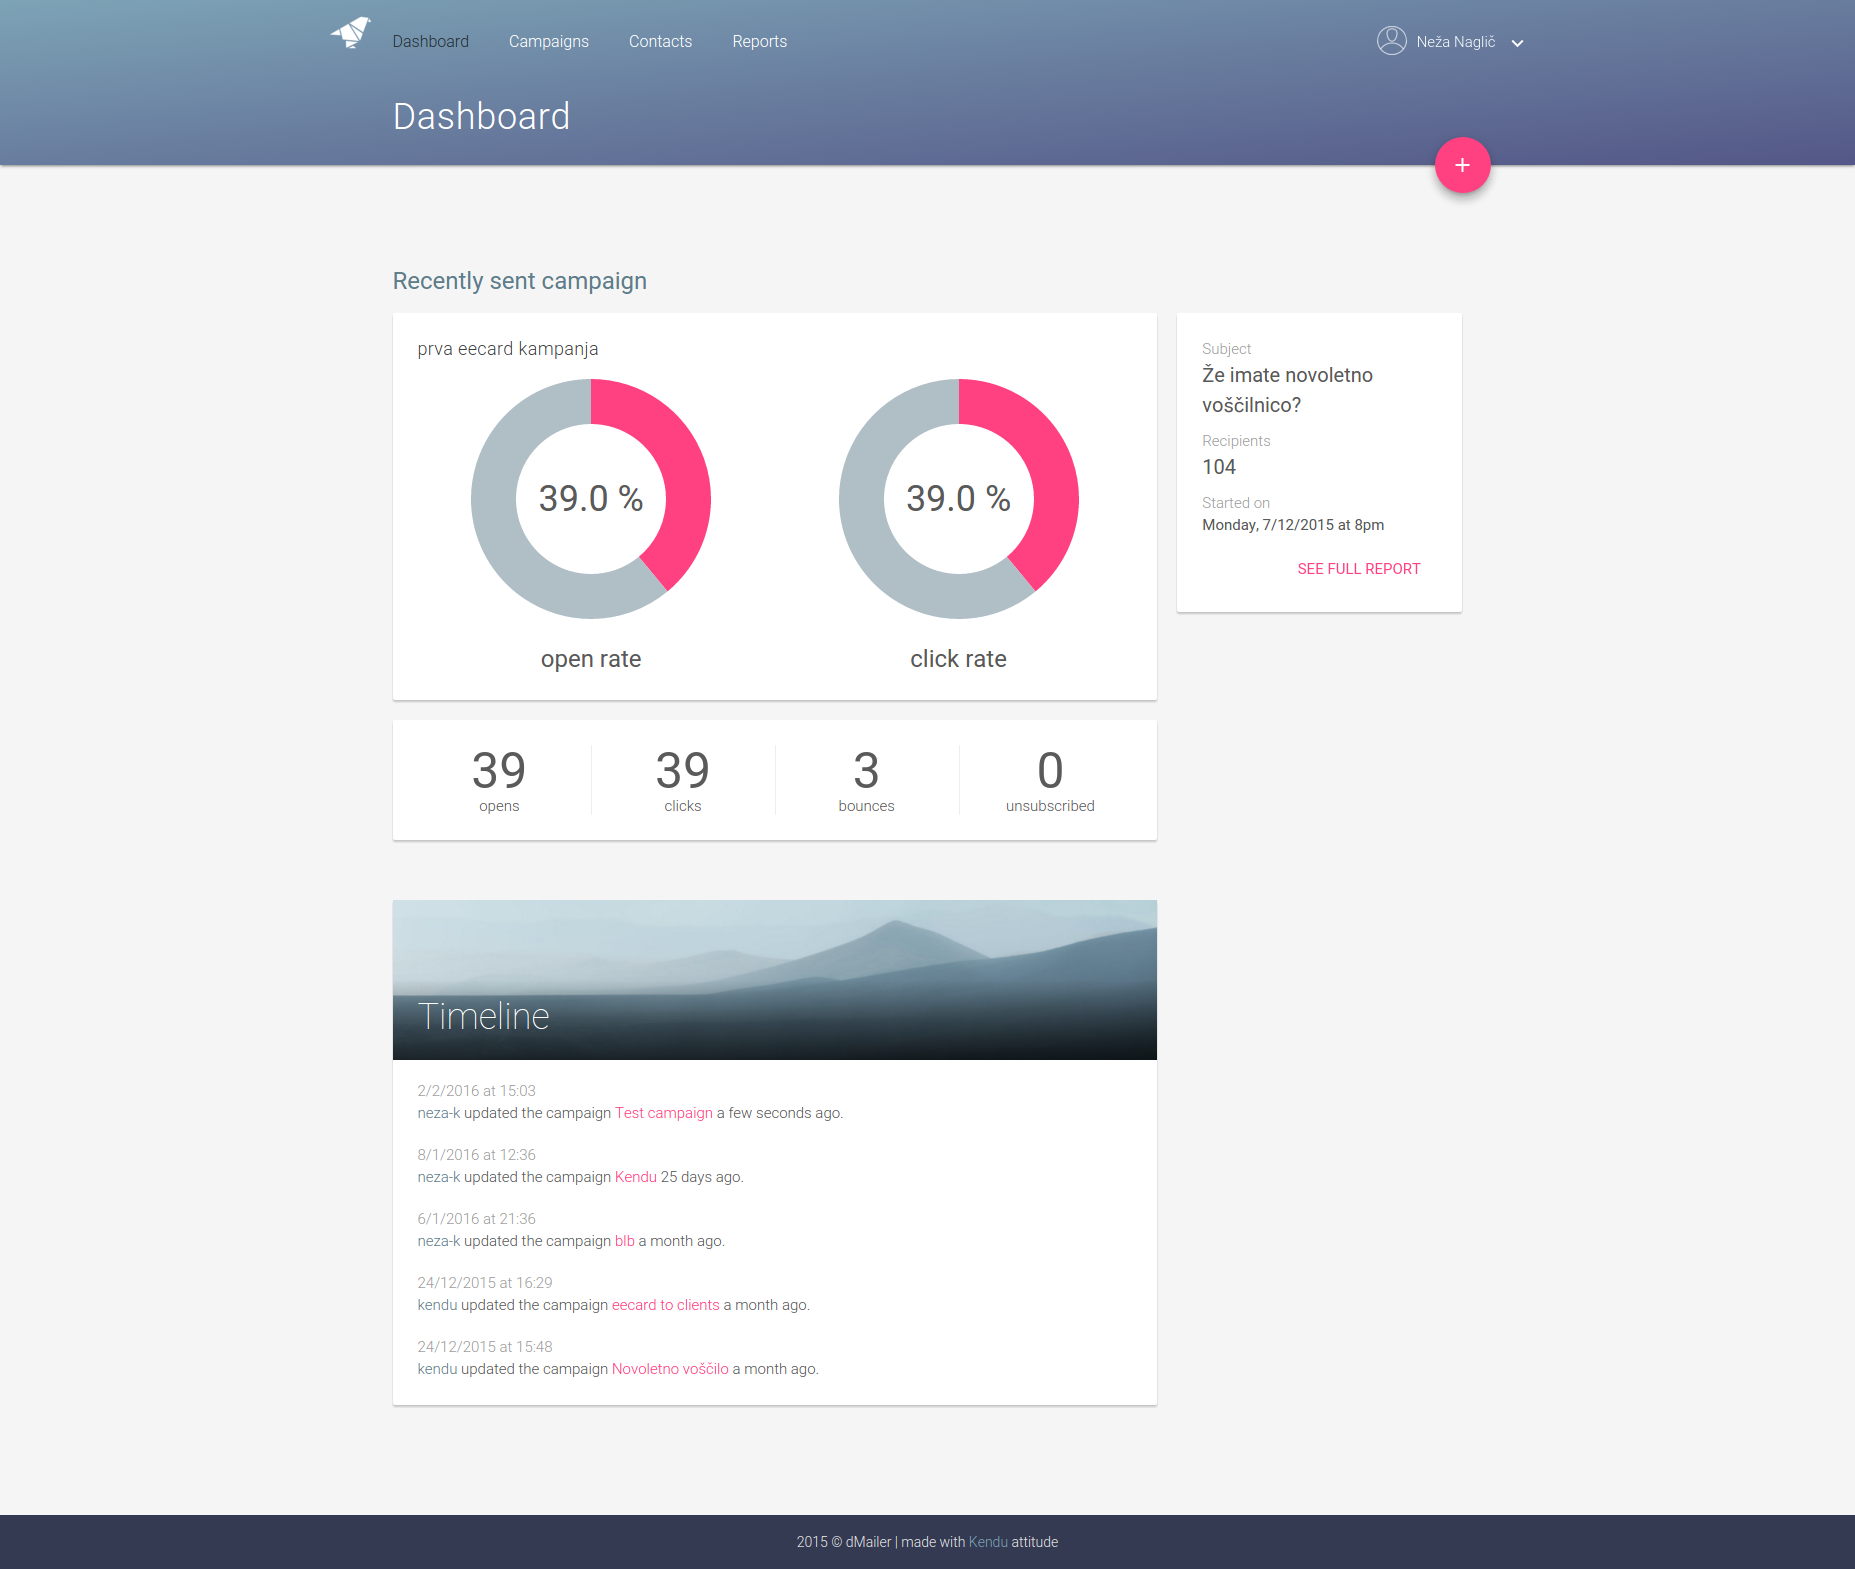 Dashboard
Campaigns
Contacts
Reports
Neža Naglič
Dashboard
+
Recently sent campaign
prva eecard kampanja
39.0 %
39.0 %
open rate
click rate
Subject
Že imate novoletno
voščilnico?
Recipients
104
Started on
Monday, 7/12/2015 at 8pm
SEE FULL REPORT
39
opens
39
clicks
3
bounces
0
unsubscribed
Timeline
2/2/2016 at 15:03
neza-k updated the campaign Test campaign a few seconds ago.
8/1/2016 at 12:36
neza-k updated the campaign Kendu 25 days ago.
6/1/2016 at 21:36
neza-k updated the campaign blb a month ago.
24/12/2015 at 16:29
kendu updated the campaign eecard to clients a month ago.
24/12/2015 at 15:48
kendu updated the campaign Novoletno voščilo a month ago.
2015 © dMailer | made with Kendu attitude